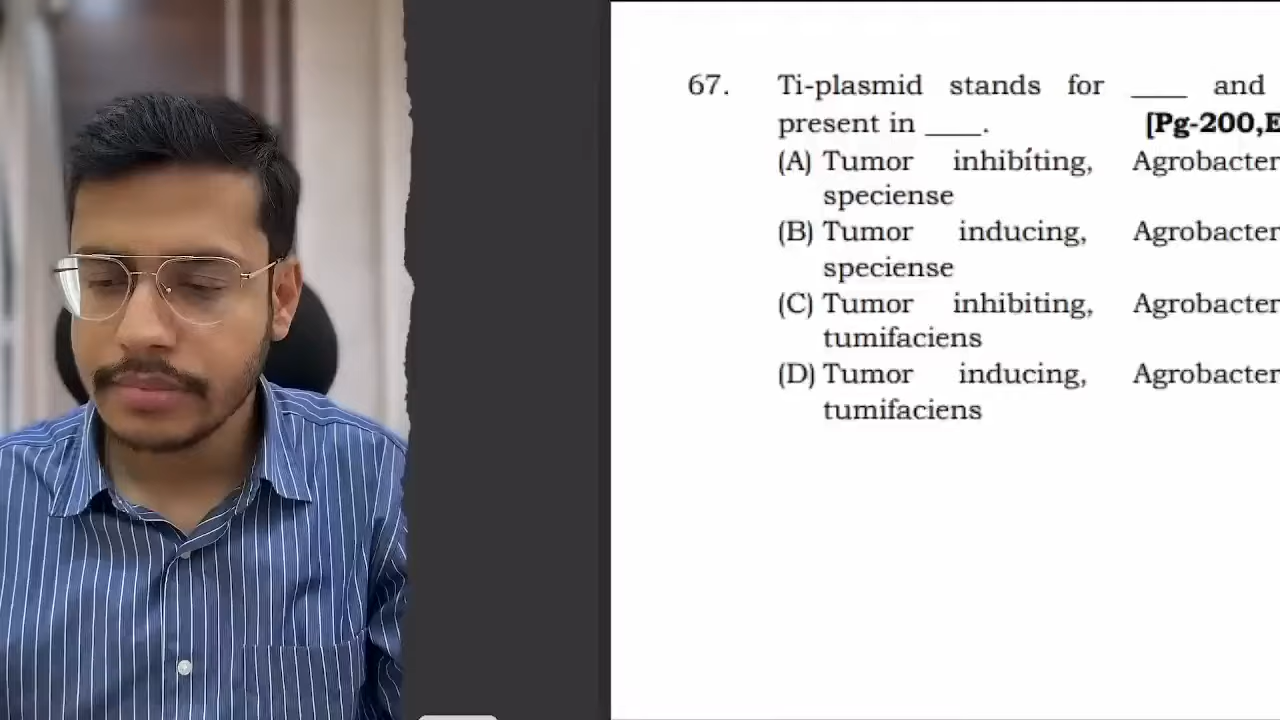 67. Ti-plasmid stands for ____ and
present in ____. [Pg-200,E
(A) Tumor inhibiting, Agrobacter
speciense
(B) Tumor inducing, Agrobacter
speciense
(C) Tumor inhibiting, Agrobacter
tumifaciens
(D) Tumor inducing, Agrobacter
tumifaciens